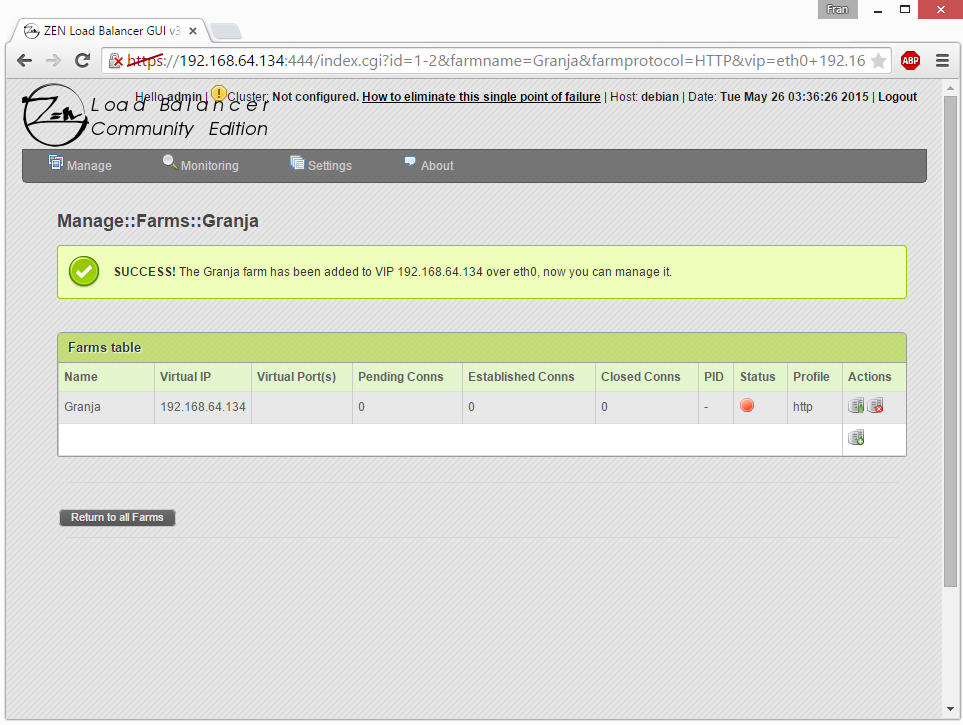 Fran
ZEN Load Balancer GUI v3
https://192.168.64.134:444/index.cgi?id=1-2&farmname=Granja&farmprotocol=HTTP&vip=eth0+192.16
ABP
Hello admin | Cluster: Not configured. How to eliminate this single point of failure | Host: debian | Date: Tue May 26 03:36:26 2015 | Logout
Zen Load Balancer
Community Edition
Manage Monitoring Settings About
Manage::Farms::Granja
SUCCESS! The Granja farm has been added to VIP 192.168.64.134 over eth0, now you can manage it.
Farms table
Name Virtual IP Virtual Port(s) Pending Conns Established Conns Closed Conns PID Status Profile Actions
Granja 192.168.64.134 0 0 0 - http
Return to all Farms